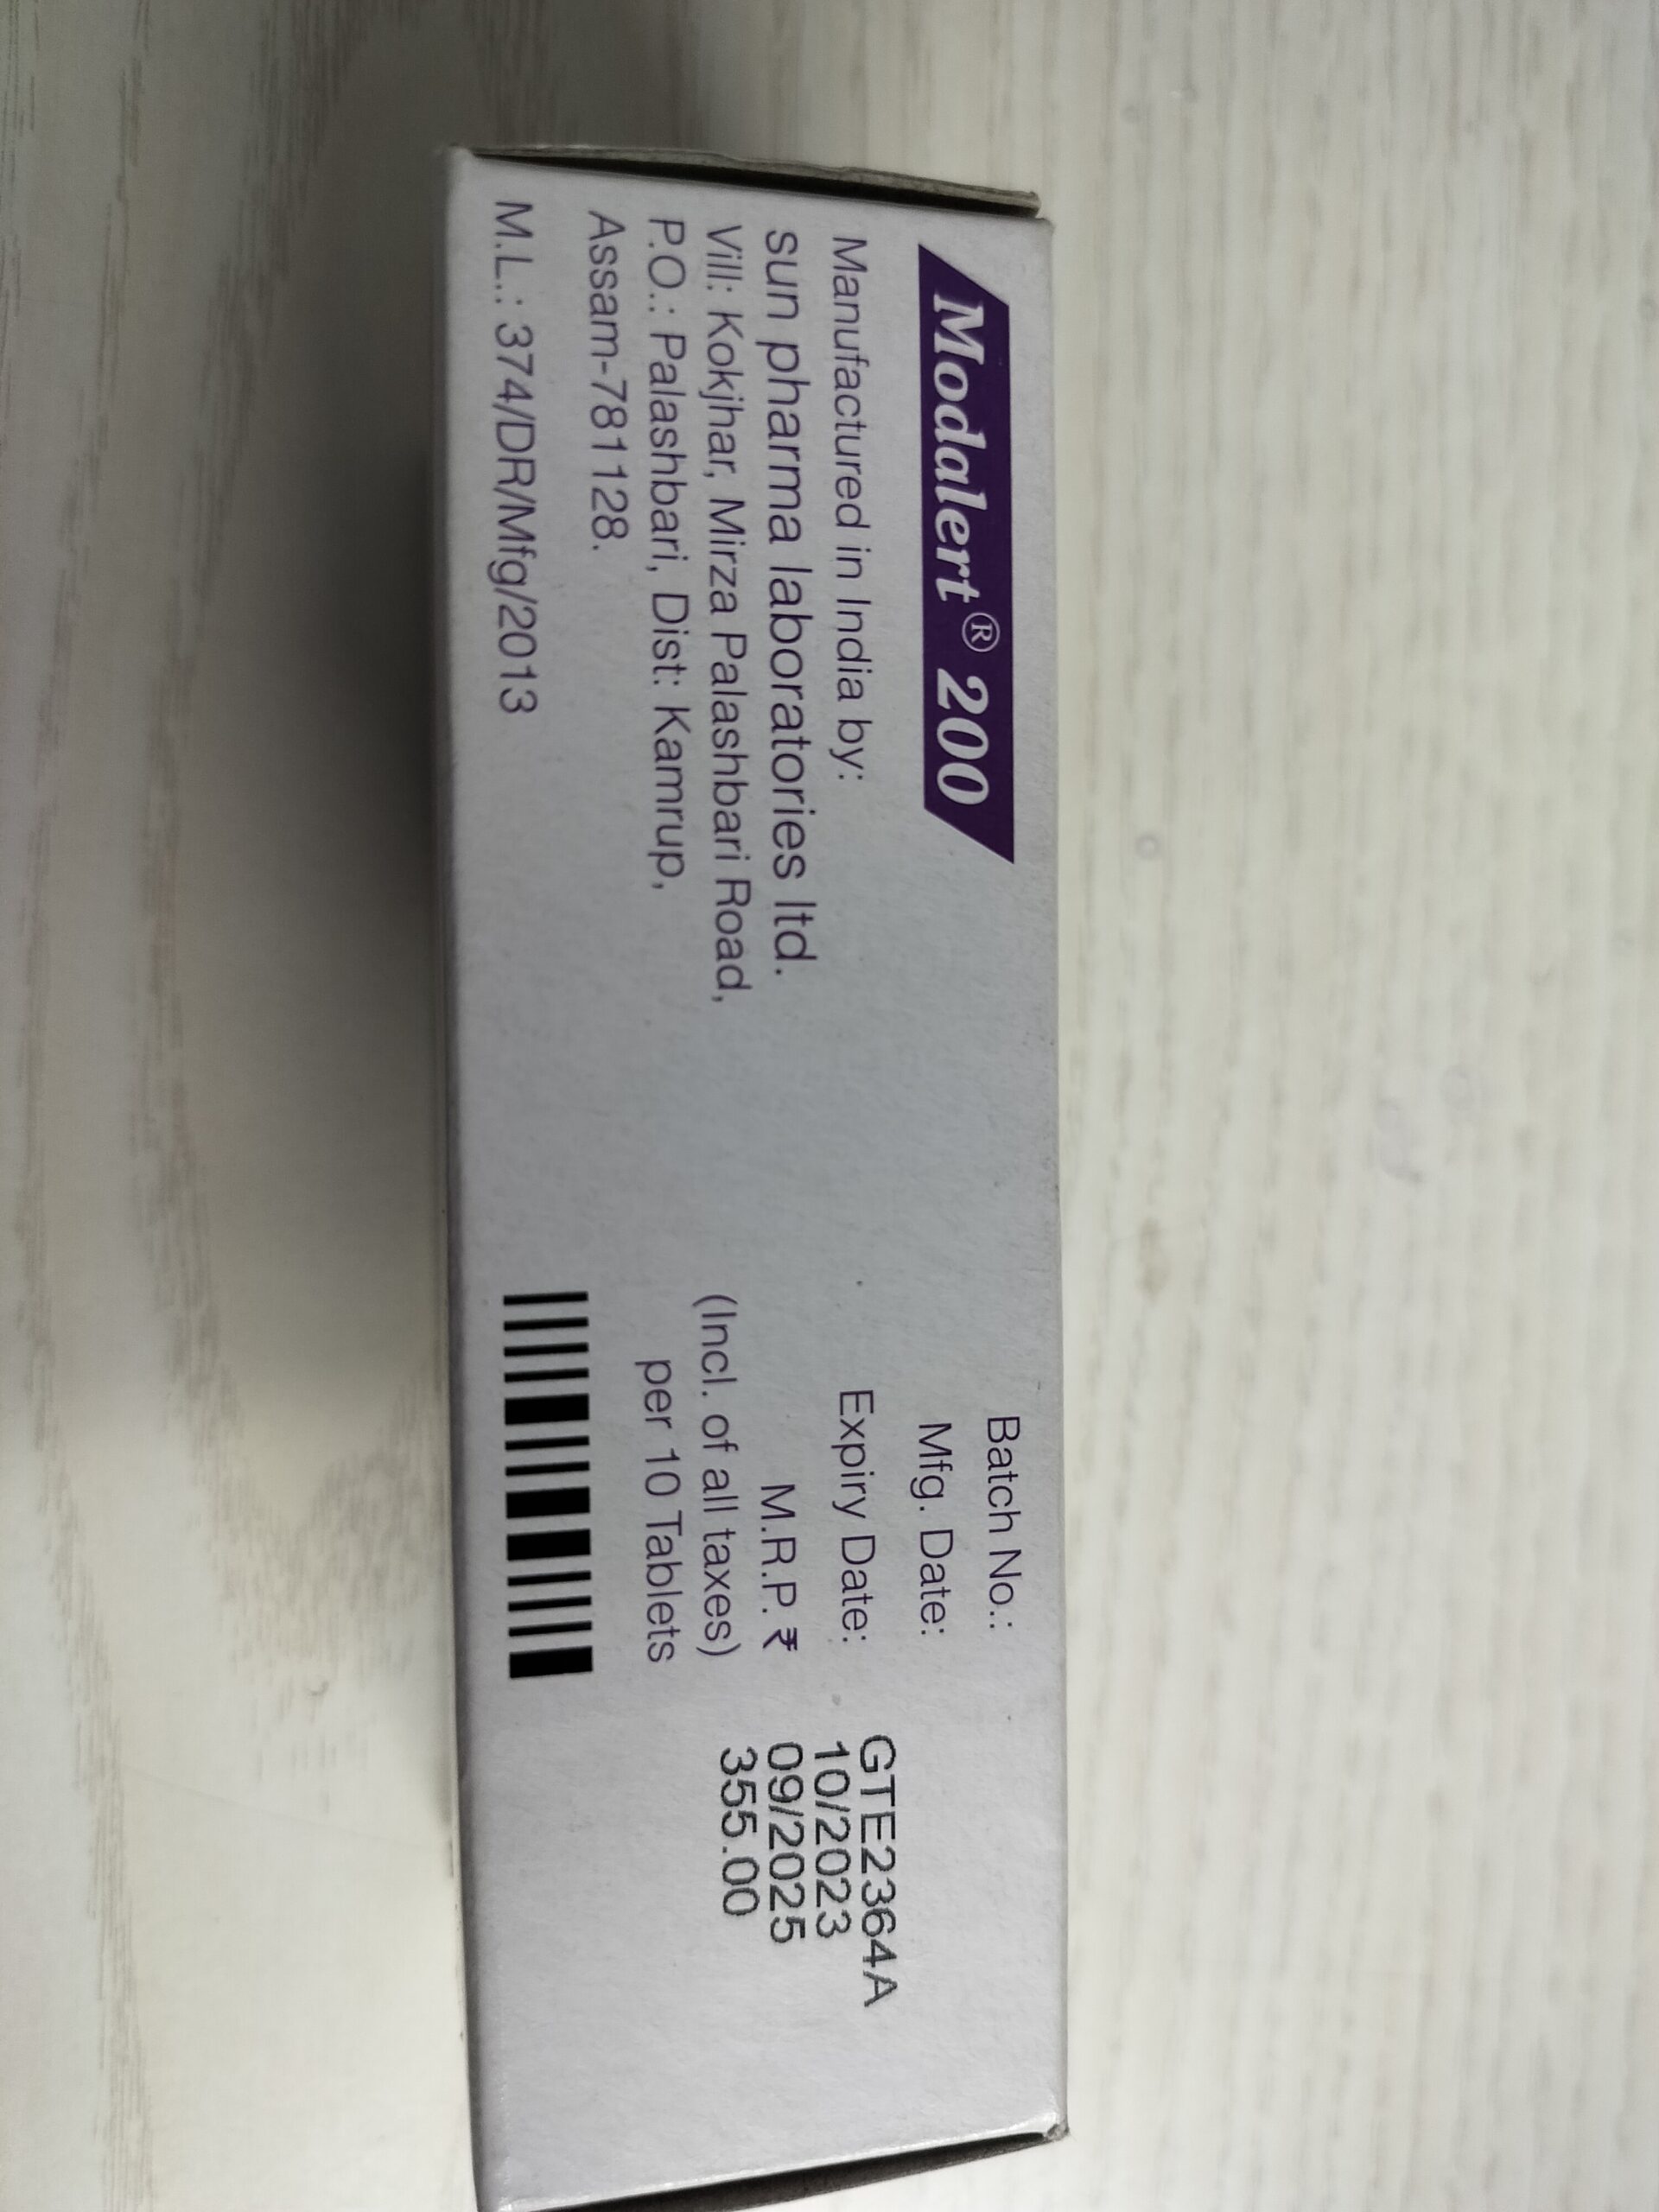 Modalert® 200
Manufactured in India by:
sun pharma laboratories ltd.
Vill: Kokjhar, Mirza Palashbari Road,
P.O.: Palashbari, Dist: Kamrup,
Assam-781128.
M.L.: 374/DR/Mfg/2013
Batch No.:
Mfg. Date:
Expiry Date:
M.R.P. ₹
(Incl. of all taxes)
per 10 Tablets
GTE2364A
10/2023
09/2025
355.00